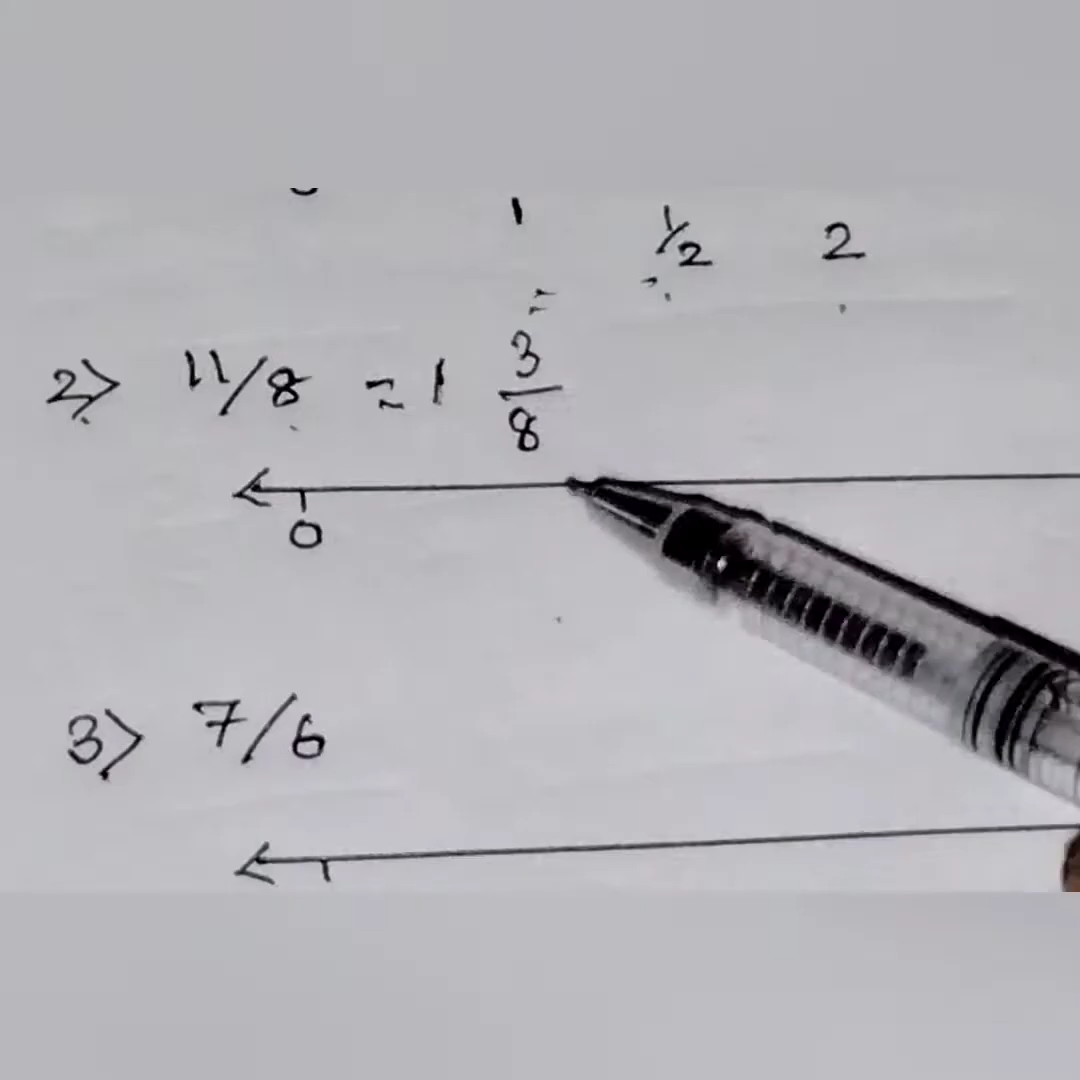 1 1/2 2
=
2> 11/8 = 1 3/8
0
3> 7/6